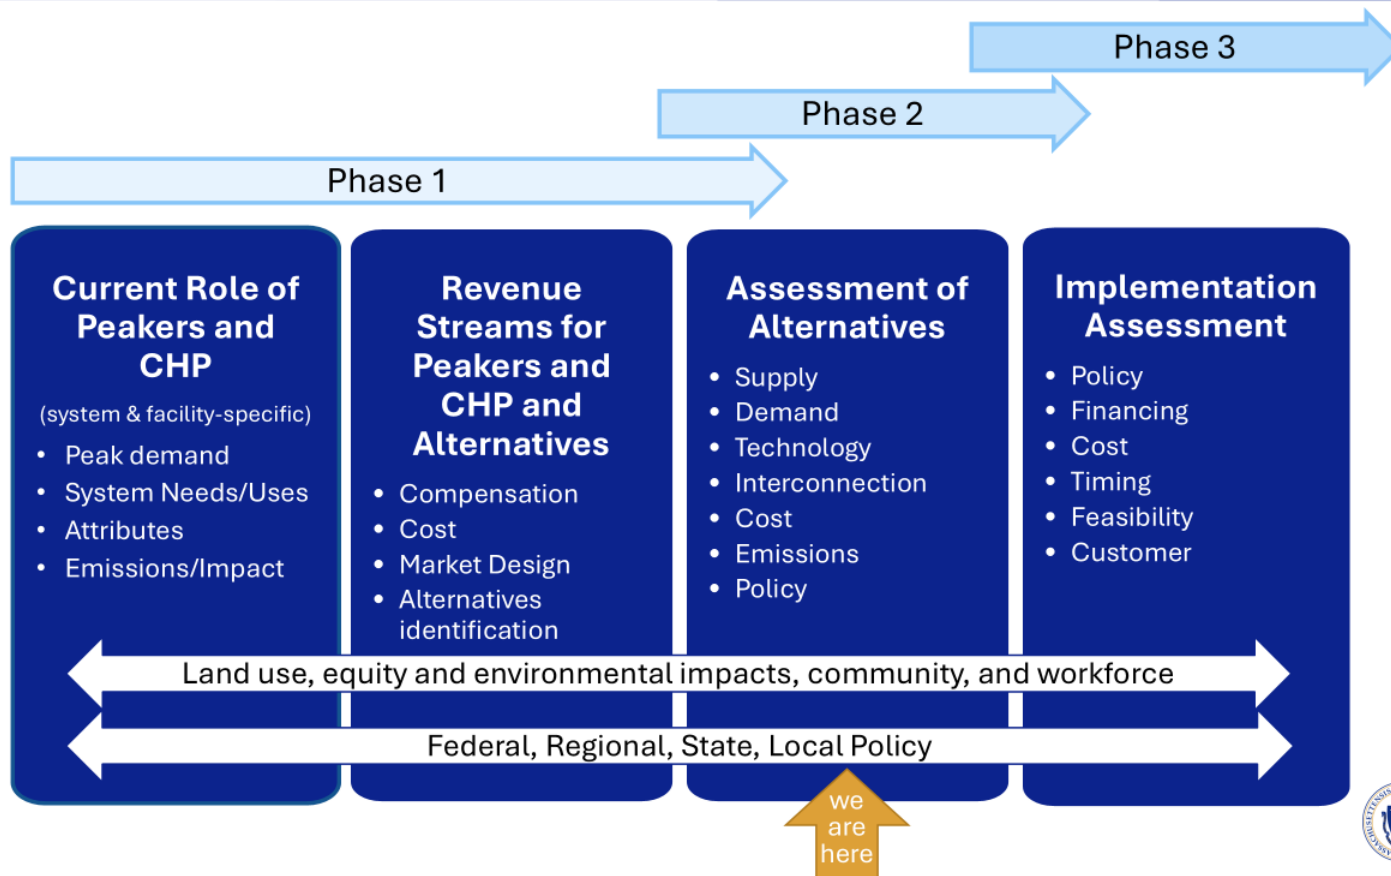 Phase 3
Phase 2
Phase 1
Current Role of
Peakers and
CHP
(system & facility-specific)
• Peak demand
• System Needs/Uses
• Attributes
• Emissions/Impact
Revenue
Streams for
Peakers and
CHP and
Alternatives
• Compensation
• Cost
• Market Design
• Alternatives
identification
Assessment of
Alternatives
• Supply
• Demand
• Technology
• Interconnection
• Cost
• Emissions
• Policy
Implementation
Assessment
• Policy
• Financing
• Cost
• Timing
• Feasibility
• Customer
Land use, equity and environmental impacts, community, and workforce
Federal, Regional, State, Local Policy
we
are
here